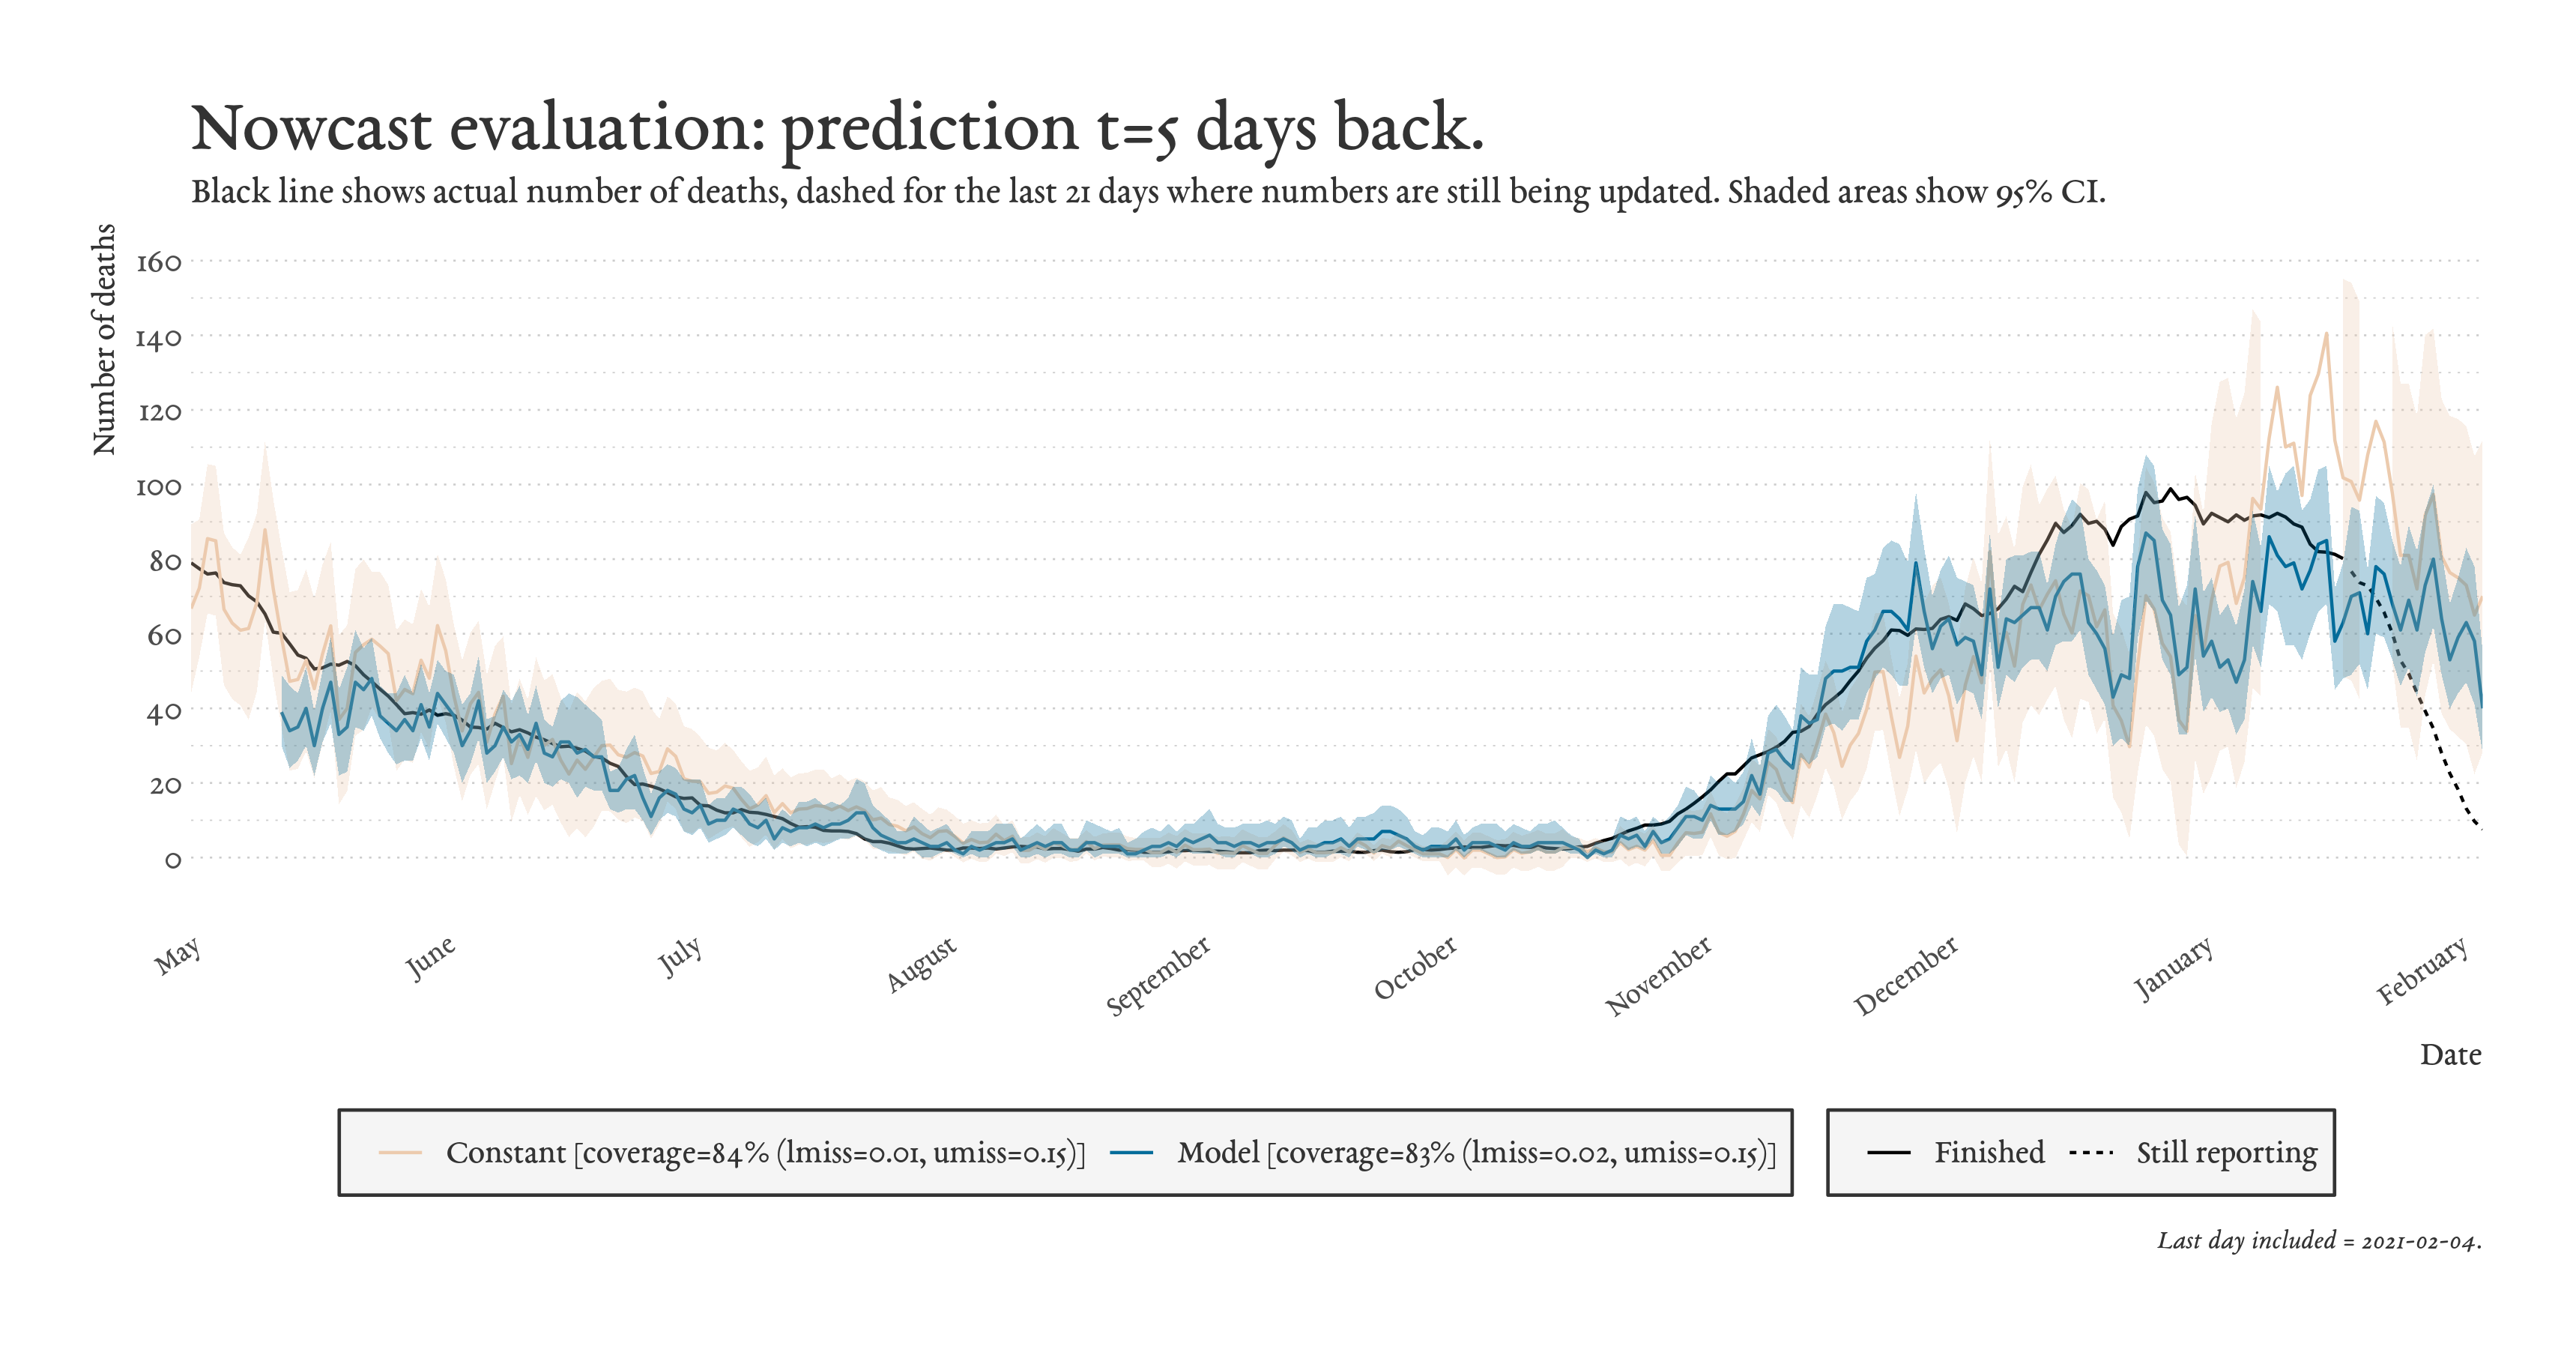 Nowcast evaluation: prediction t=5 days back.
Black line shows actual number of deaths, dashed for the last 21 days where numbers are still being updated. Shaded areas show 95% CI.
Number of deaths
160
140
120
100
80
60
40
20
0
May
June
July
August
September
October
November
December
January
February
Date
Constant [coverage=84% (lmiss=0.01, umiss=0.15)]
Model [coverage=83% (lmiss=0.02, umiss=0.15)]
Finished
Still reporting
Last day included = 2021-02-04.